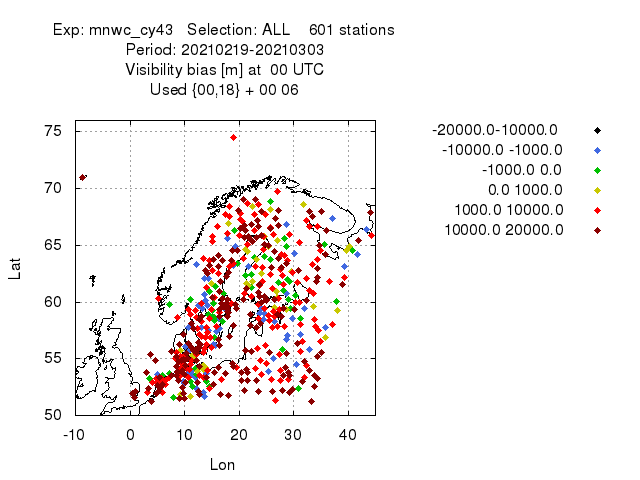 Exp: mnwc_cy43 Selection: ALL 601 stations
Period: 20210219-20210303
Visibility bias [m] at 00 UTC
Used {00,18} + 00 06
-20000.0-10000.0
-10000.0 -1000.0
-1000.0 0.0
0.0 1000.0
1000.0 10000.0
10000.0 20000.0
75
70
65
60
55
50
Lat
-10 0 10 20 30 40
Lon